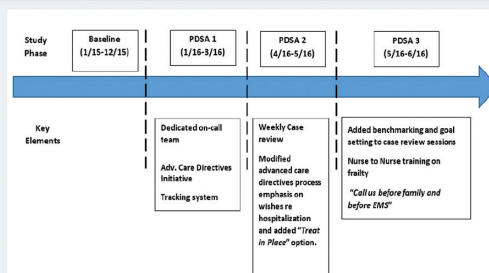 Study
Phase
Baseline
(1/15-12/15)
PDSA 1
(1/16-3/16)
PDSA 2
(4/16-5/16)
PDSA 3
(5/16-6/16)
Key
Elements
Dedicated on-call
team
Adv. Care Directives
Initiative
Tracking system
Weekly Case
review
Modified
advanced care
directives process
emphasis on
wishes re
hospitalization
and added "Treat
in Place" option.
Added benchmarking and goal
setting to case review sessions
Nurse to Nurse training on
frailty
"Call us before family and
before EMS"